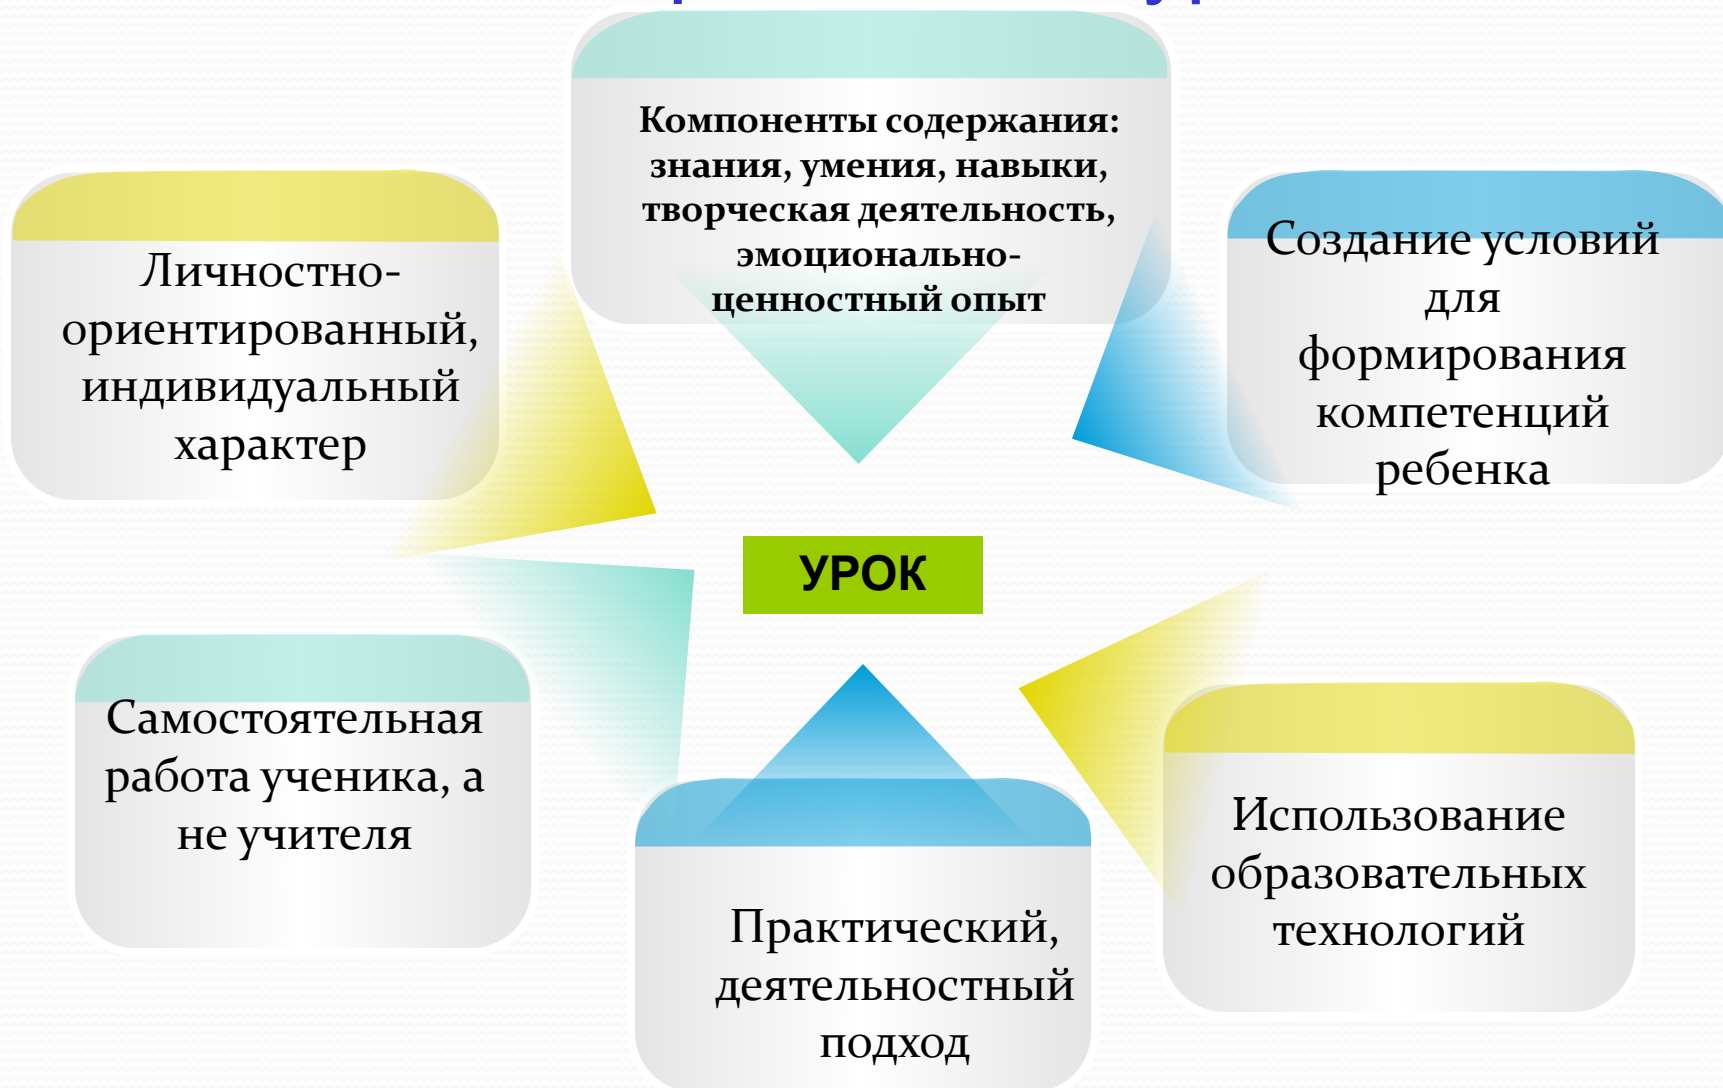 Компоненты содержания:
знания, умения, навыки,
творческая деятельность,
эмоционально-
ценностный опыт
Личностно-
ориентированный,
индивидуальный
характер
Создание условий
для
формирования
компетенций
ребенка
УРОК
Самостоятельная
работа ученика, а
не учителя
Практический,
деятельностный
подход
Использование
образовательных
технологий